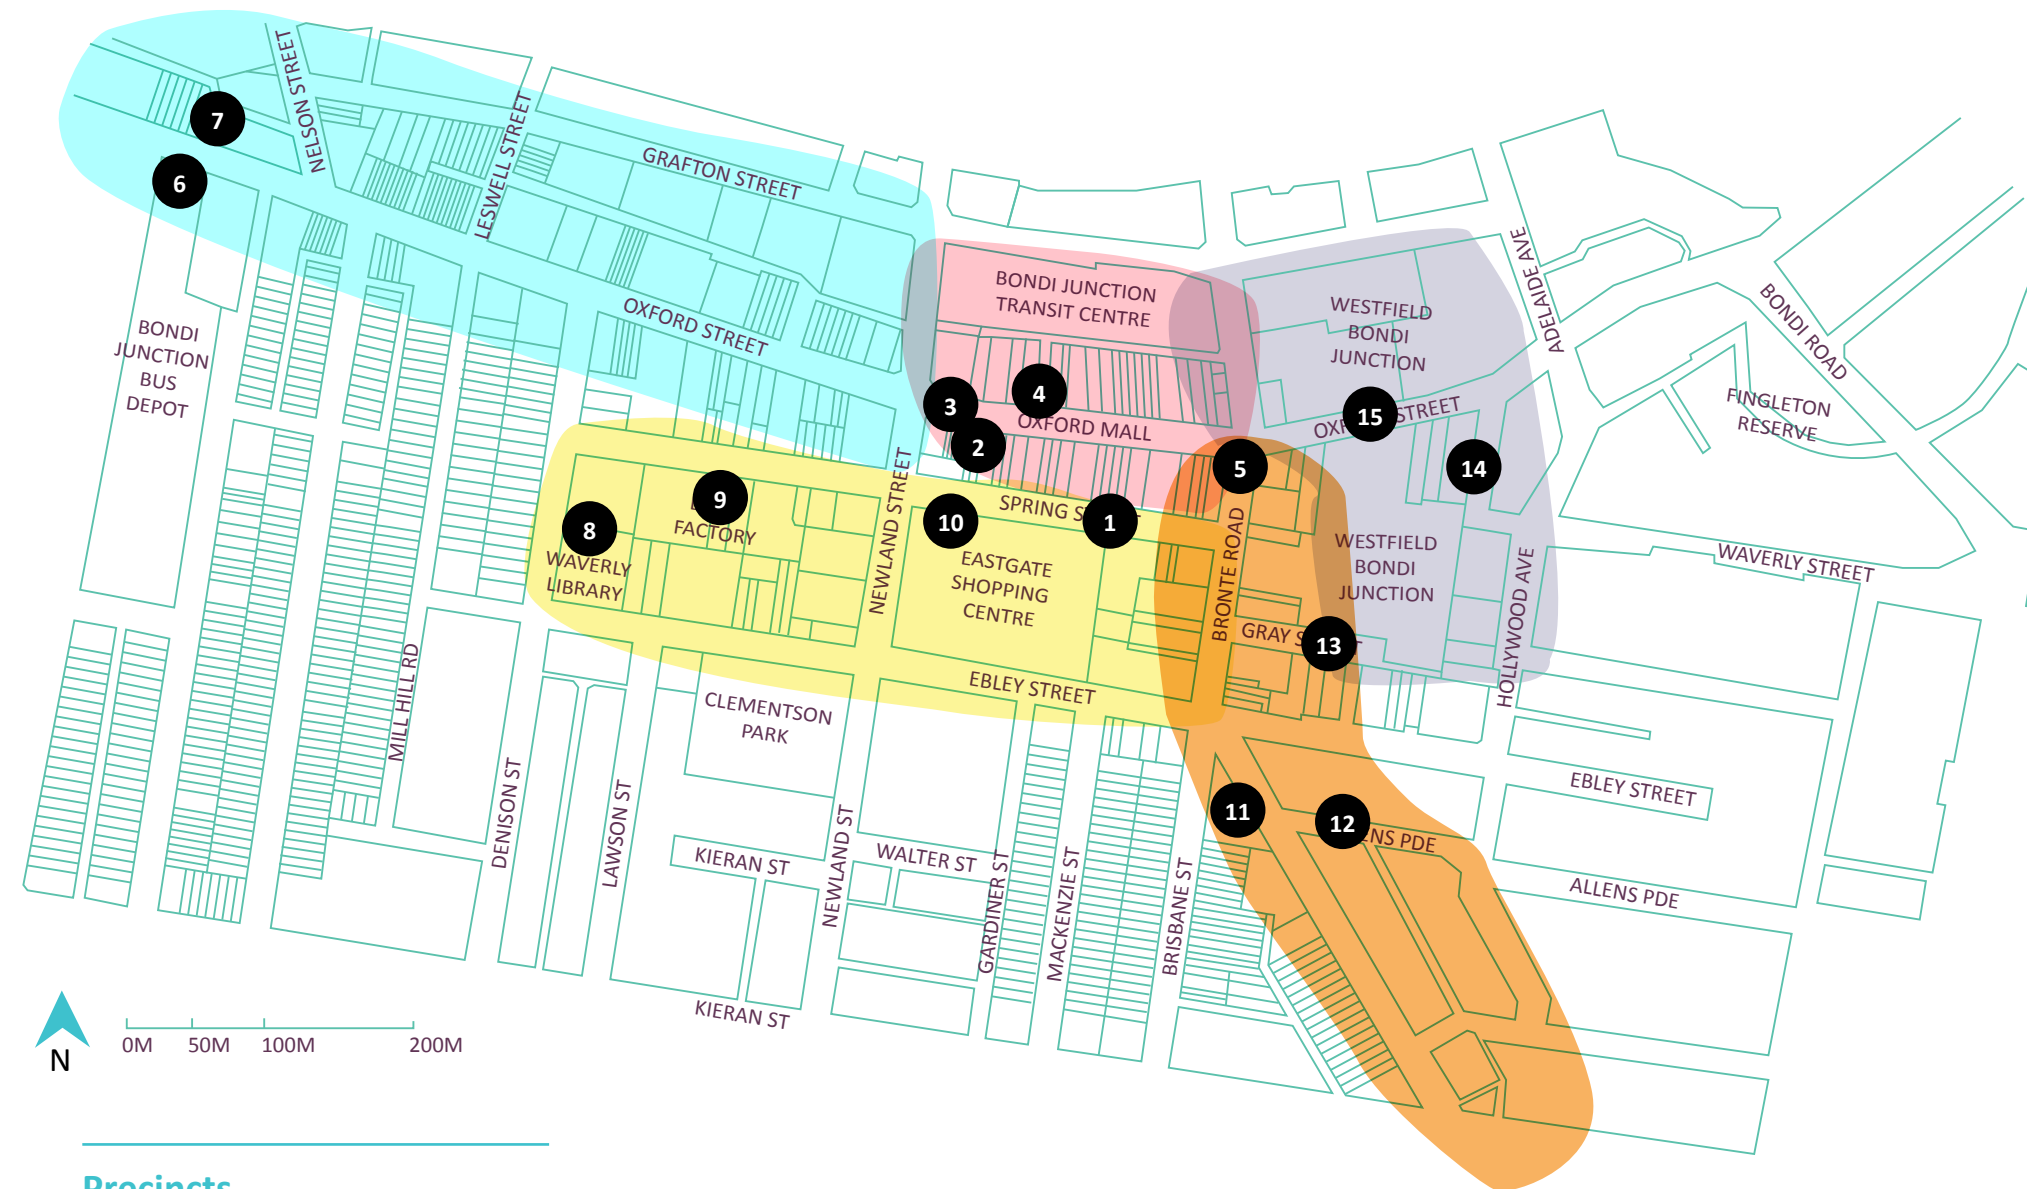 NELSON STREET
LESWELL STREET
GRAFTON STREET
7
6
OXFORD STREET
BONDI
JUNCTION
BUS
DEPOT
BONDI JUNCTION
TRANSIT CENTRE
WESTFIELD
BONDI
JUNCTION
ADELAIDE AVE
BONDI ROAD
FINGLETON
RESERVE
3
4
2
OXFORD MALL
15
STREET
5
14
9
FACTORY
8
WAVERLY
LIBRARY
NEWLAND STREET
10
SPRING
1
EASTGATE
SHOPPING
CENTRE
BRONTE ROAD
WESTFIELD
BONDI
JUNCTION
HOLLYWOOD AVE
WAVERLY STREET
GRAY
13
EBLEY STREET
CLEMENTSON
PARK
MILL HILL RD
DENISON ST
LAWSON ST
NEWLAND ST
KIERAN ST
WALTER ST
GARDINER ST
MACKENZIE ST
BRISBANE ST
11
12
PDE
EBLEY STREET
ALLENS PDE
KIERAN ST
N
0M 50M 100M 200M
Precincts